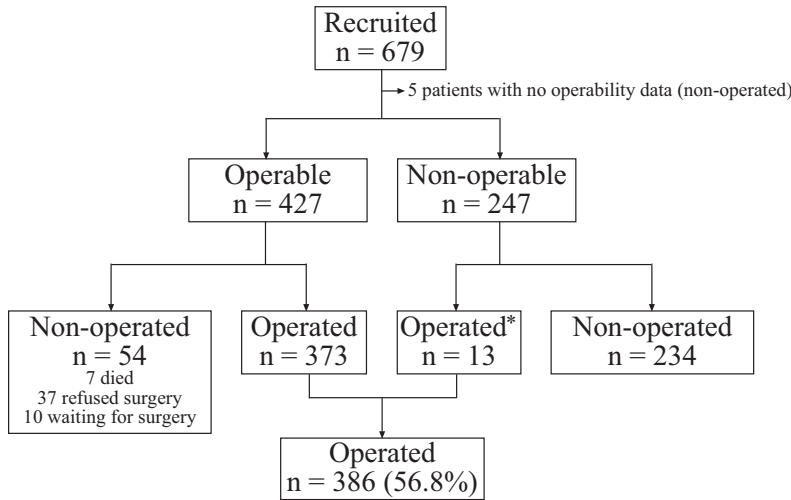 Recruited
n = 679
5 patients with no operability data (non-operated)
Operable
n = 427
Non-operable
n = 247
Non-operated
n = 54
7 died
37 refused surgery
10 waiting for surgery
Operated
n = 373
Operated*
n = 13
Non-operated
n = 234
Operated
n = 386 (56.8%)